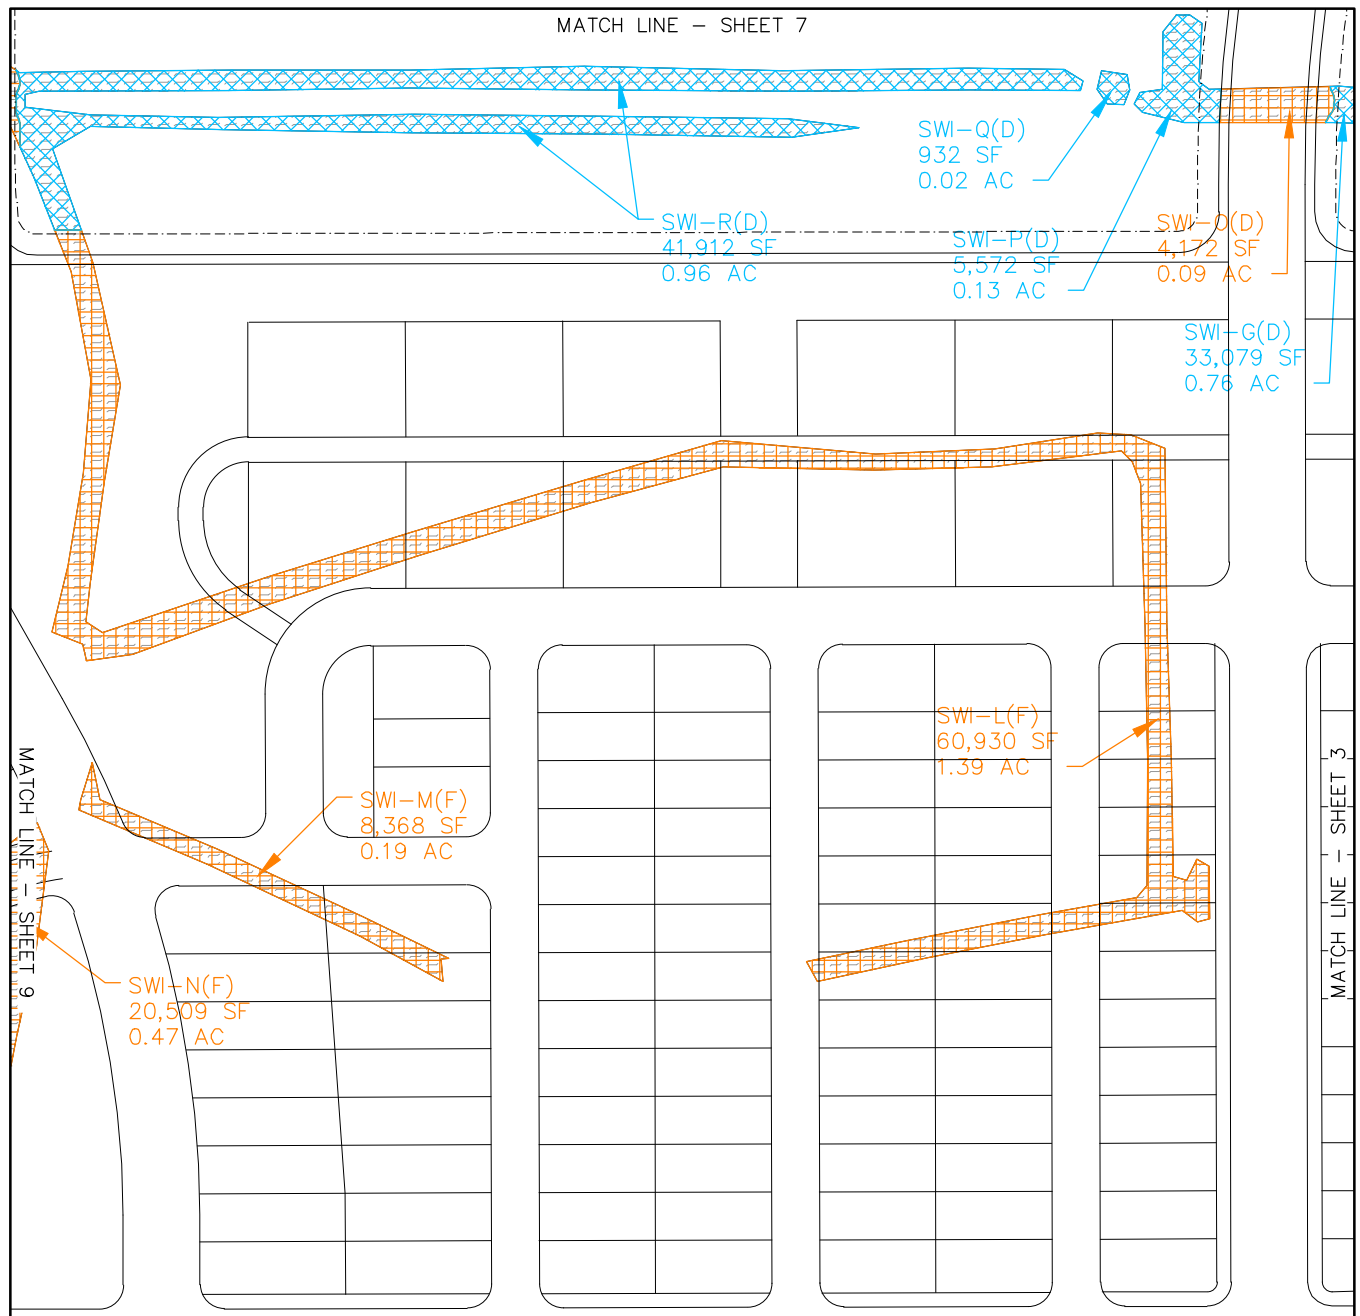 MATCH LINE – SHEET 7
SWI–Q(D)
932 SF
0.02 AC
SWI–R(D)
41,912 SF
0.96 AC
SWI–P(D)
5,572 SF
0.13 AC
SWI–O(D)
4,172 SF
0.09 AC
SWI–G(D)
33,079 SF
0.76 AC
SWI–L(F)
60,930 SF
1.39 AC
SWI–M(F)
8,368 SF
0.19 AC
SWI–N(F)
20,509 SF
0.47 AC
MATCH LINE – SHEET 9
MATCH LINE – SHEET 3